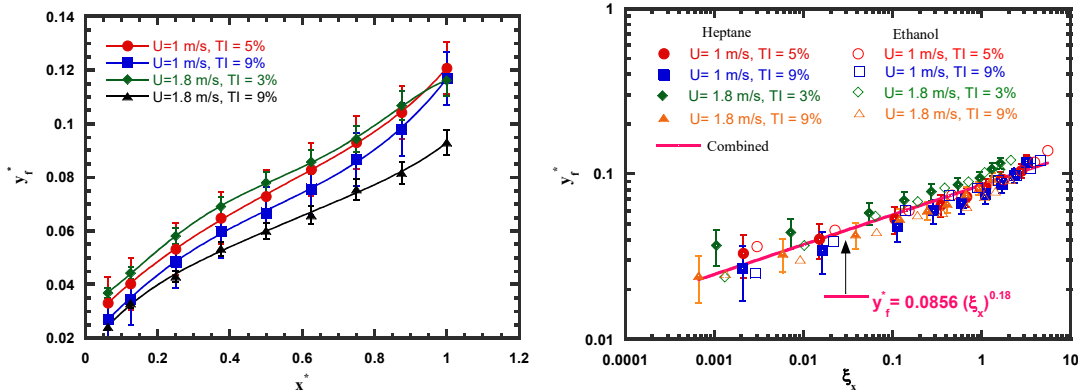 U=1 m/s, TI = 5%
U=1 m/s, TI = 9%
U=1.8 m/s, TI = 3%
U=1.8 m/s, TI = 9%
0.14
0.12
0.1
0.08
0.06
0.04
0.02
y*f
0 0.2 0.4 0.6 0.8 1 1.2
x*
Heptane Ethanol
U= 1 m/s, TI = 5% U= 1 m/s, TI = 5%
U= 1 m/s, TI = 9% U= 1 m/s, TI = 9%
U= 1.8 m/s, TI = 3% U= 1.8 m/s, TI = 3%
U= 1.8 m/s, TI = 9% U= 1.8 m/s, TI = 9%
Combined
y*f = 0.0856 (ξx)0.18
1
0.1
0.01
y*f
0.0001 0.001 0.01 0.1 1 10
ξx